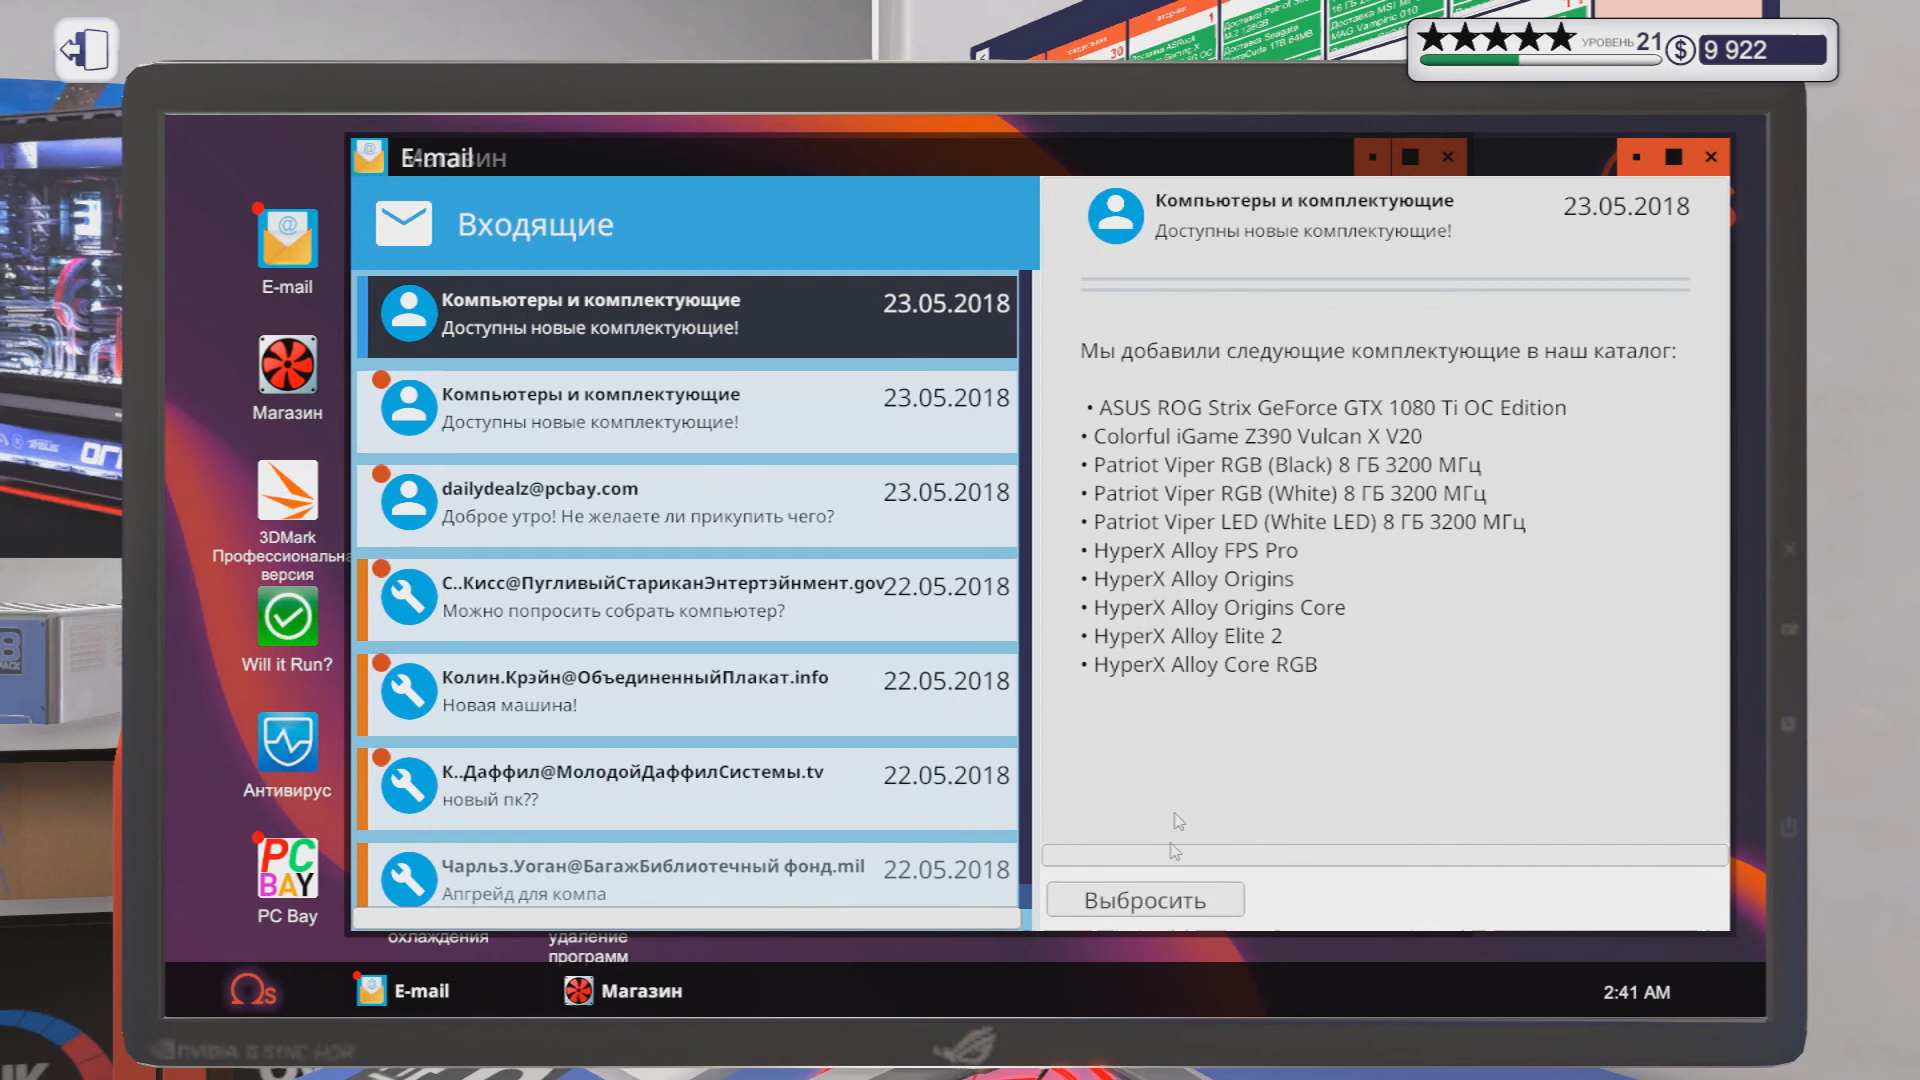 УРОВЕНЬ 21
9 922
30
E-mail
Входящие
Компьютеры и комплектующие
23.05.2018
Доступны новые комплектующие!
Компьютеры и комплектующие
23.05.2018
Доступны новые комплектующие!
dailydealz@pcbay.com
23.05.2018
Доброе утро! Не желаете ли прикупить чего?
С..Кисс@ПугливыйСтариканЭнтертэйнмент.gov
22.05.2018
Можно попросить собрать компьютер?
Колин.Крэйн@ОбъединенныйПлакат.info
22.05.2018
Новая машина!
К..Даффил@МолодойДаффилСистемы.tv
22.05.2018
новый пк??
Чарльз.Уоган@БагажБиблиотечный фонд.mil
22.05.2018
Апгрейд для компа
Компьютеры и комплектующие
23.05.2018
Доступны новые комплектующие!
Мы добавили следующие комплектующие в наш каталог:
• ASUS ROG Strix GeForce GTX 1080 Ti OC Edition
• Colorful iGame Z390 Vulcan X V20
• Patriot Viper RGB (Black) 8 ГБ 3200 МГц
• Patriot Viper RGB (White) 8 ГБ 3200 МГц
• Patriot Viper LED (White LED) 8 ГБ 3200 МГц
• HyperX Alloy FPS Pro
• HyperX Alloy Origins
• HyperX Alloy Origins Core
• HyperX Alloy Elite 2
• HyperX Alloy Core RGB
Выбросить
E-mail
Магазин
3DMark
Профессиональна
версия
Will it Run?
Антивирус
PC
BAY
PC Bay
охлаждения
удаление
программ
Ωs
E-mail
Магазин
2:41 AM
NVIDIA G-SYNC HDR